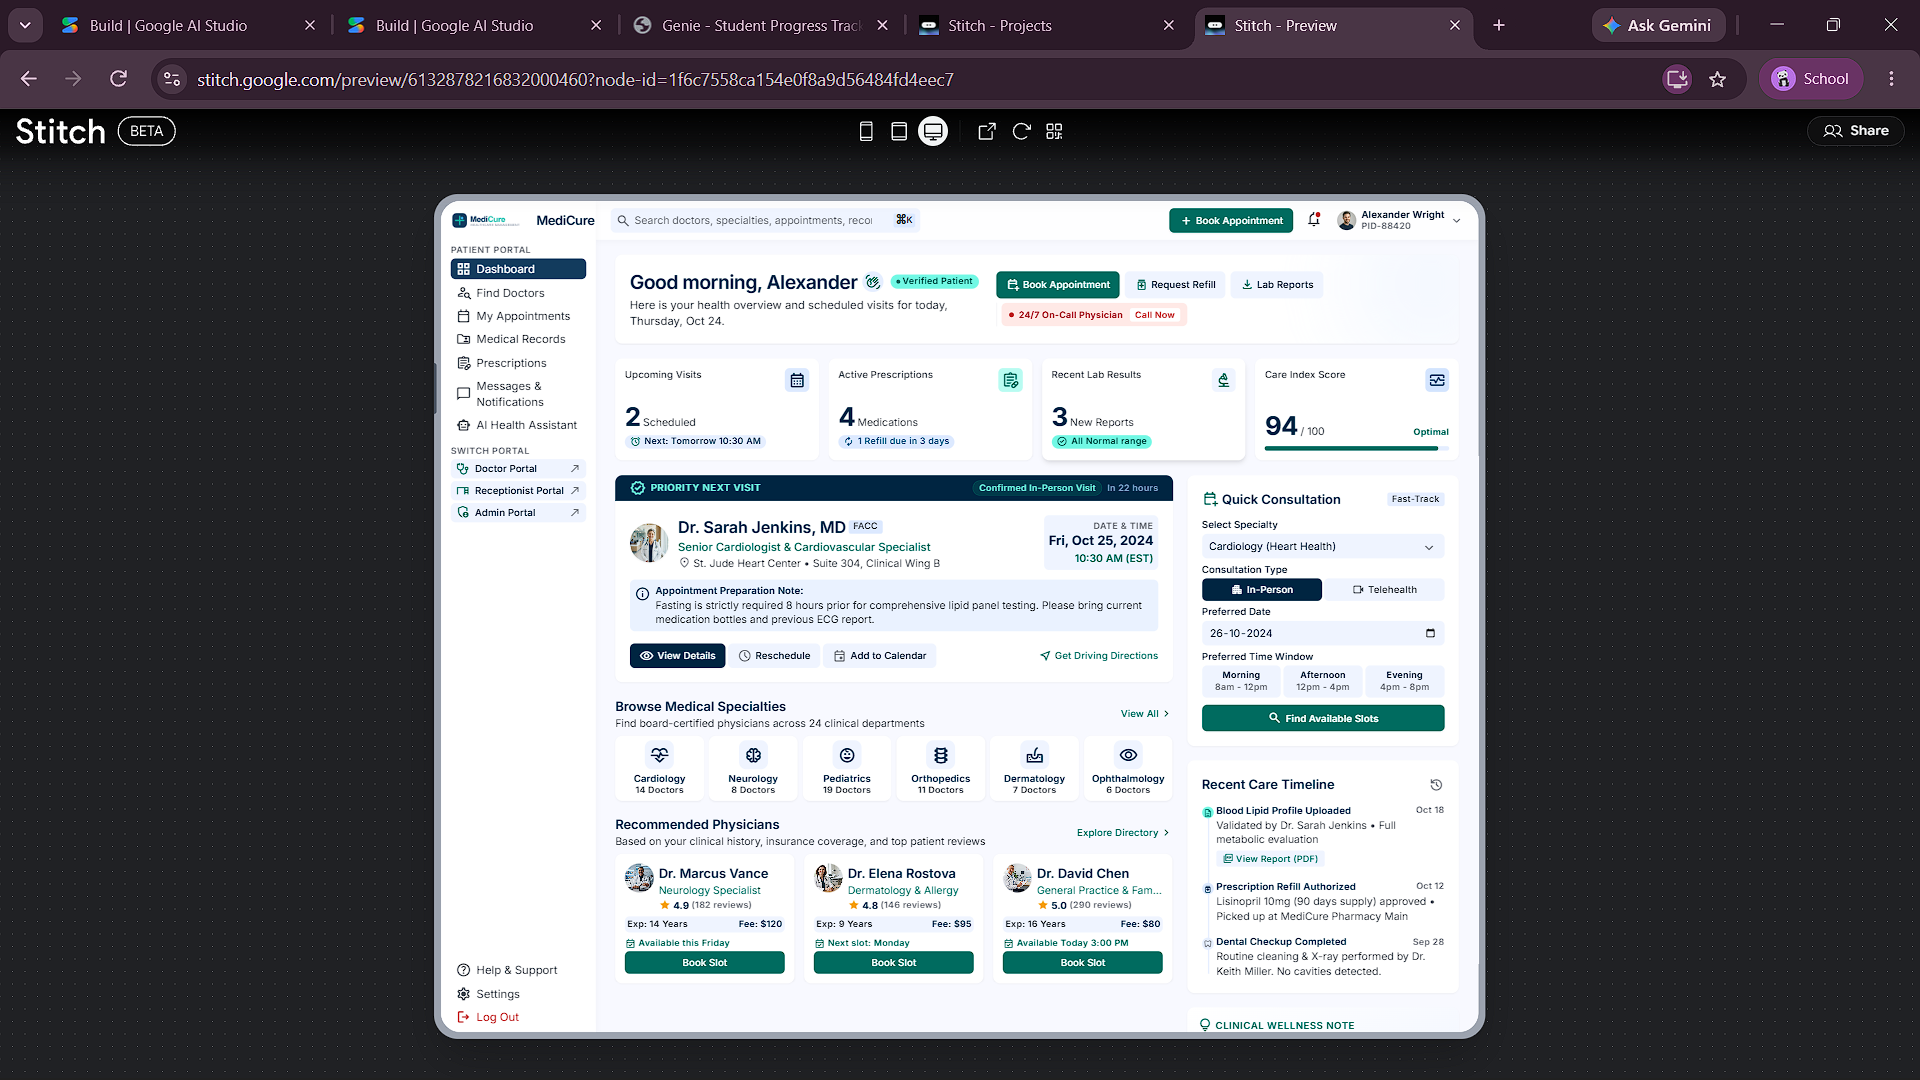 Build | Google AI Studio
Build | Google AI Studio
Genie - Student Progress Track
Stitch - Projects
Stitch - Preview
Ask Gemini
stitch.google.com/preview/6132878216832000460?node-id=1f6c7558ca154e0f8a9d56484fd4eec7
School
Stitch BETA
Share
MediCure
MediCure
Search doctors, specialties, appointments, recor
⌘K
+ Book Appointment
Alexander Wright
PID-88420
PATIENT PORTAL
Dashboard
Find Doctors
My Appointments
Medical Records
Prescriptions
Messages &
Notifications
AI Health Assistant
SWITCH PORTAL
Doctor Portal
Receptionist Portal
Admin Portal
Help & Support
Settings
Log Out
Good morning, Alexander
• Verified Patient
Here is your health overview and scheduled visits for today,
Thursday, Oct 24.
Book Appointment
Request Refill
Lab Reports
24/7 On-Call Physician
Call Now
Upcoming Visits
2 Scheduled
Next: Tomorrow 10:30 AM
Active Prescriptions
4 Medications
1 Refill due in 3 days
Recent Lab Results
3 New Reports
All Normal range
Care Index Score
94 / 100
Optimal
PRIORITY NEXT VISIT
Confirmed In-Person Visit
In 22 hours
Dr. Sarah Jenkins, MD
FACC
Senior Cardiologist & Cardiovascular Specialist
St. Jude Heart Center • Suite 304, Clinical Wing B
DATE & TIME
Fri, Oct 25, 2024
10:30 AM (EST)
Appointment Preparation Note:
Fasting is strictly required 8 hours prior for comprehensive lipid panel testing. Please bring current
medication bottles and previous ECG report.
View Details
Reschedule
Add to Calendar
Get Driving Directions
Browse Medical Specialties
Find board-certified physicians across 24 clinical departments
View All
Cardiology
14 Doctors
Neurology
8 Doctors
Pediatrics
19 Doctors
Orthopedics
11 Doctors
Dermatology
7 Doctors
Ophthalmology
6 Doctors
Recommended Physicians
Based on your clinical history, insurance coverage, and top patient reviews
Explore Directory
Dr. Marcus Vance
Neurology Specialist
4.9 (182 reviews)
Exp: 14 Years
Fee: $120
Available this Friday
Book Slot
Dr. Elena Rostova
Dermatology & Allergy
4.8 (146 reviews)
Exp: 9 Years
Fee: $95
Next slot: Monday
Book Slot
Dr. David Chen
General Practice & Fam...
5.0 (290 reviews)
Exp: 16 Years
Fee: $80
Available Today 3:00 PM
Book Slot
Quick Consultation
Fast-Track
Select Specialty
Cardiology (Heart Health)
Consultation Type
In-Person
Telehealth
Preferred Date
26-10-2024
Preferred Time Window
Morning
8am - 12pm
Afternoon
12pm - 4pm
Evening
4pm - 8pm
Find Available Slots
Recent Care Timeline
Blood Lipid Profile Uploaded
Oct 18
Validated by Dr. Sarah Jenkins • Full
metabolic evaluation
View Report (PDF)
Prescription Refill Authorized
Oct 12
Lisinopril 10mg (90 days supply) approved •
Picked up at MediCure Pharmacy Main
Dental Checkup Completed
Sep 28
Routine cleaning & X-ray performed by Dr.
Keith Miller. No cavities detected.
CLINICAL WELLNESS NOTE